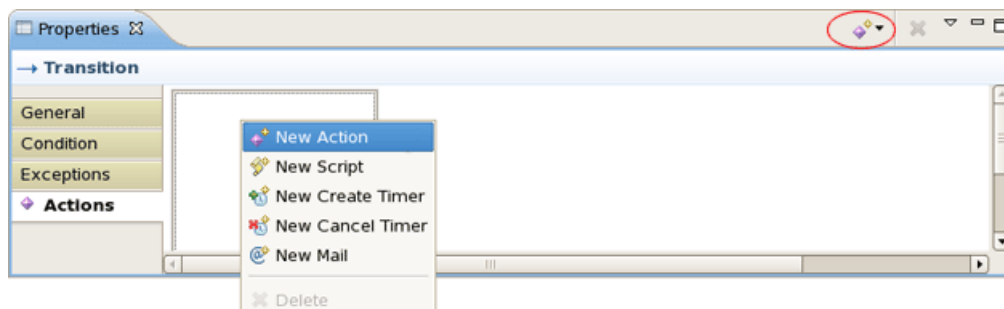 Properties
Transition
General
Condition
Exceptions
Actions
New Action
New Script
New Create Timer
New Cancel Timer
New Mail
Delete